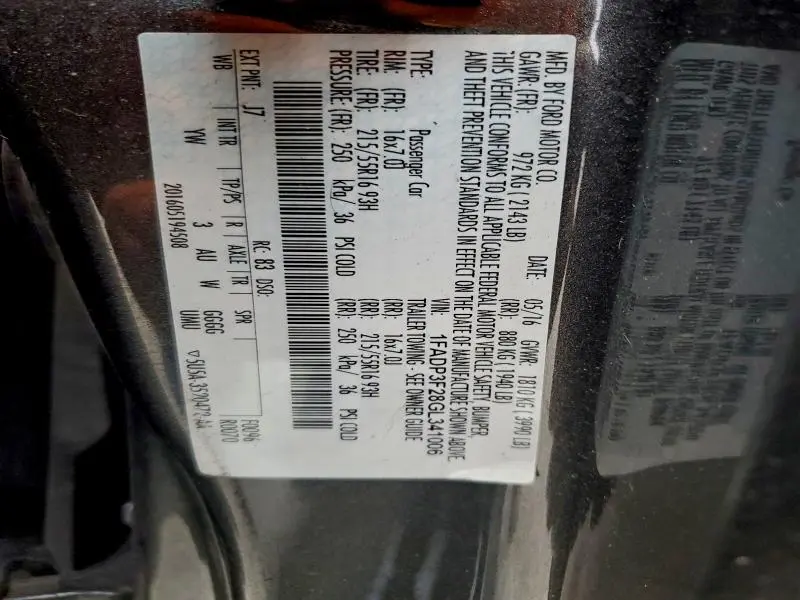 MFD. BY FORD MOTOR CO.
DATE: 05/16 GVWR: 1810 KG ( 3990 LB)
GAWR: (FR): 972 KG ( 2143 LB) (RR): 880 KG ( 1940 LB)
THIS VEHICLE CONFORMS TO ALL APPLICABLE FEDERAL MOTOR VEHICLE SAFETY, BUMPER,
AND THEFT PREVENTION STANDARDS IN EFFECT ON THE DATE OF MANUFACTURE SHOWN ABOVE.
VIN: 1FADP3F28GL341006
TYPE: Passenger Car TRAILER TOWING - SEE OWNER GUIDE
RIM: (FR): 16x7.0J (RR): 16x7.0J
TIRE: (FR): 215/55R16 93H (RR): 215/55R16 93H
PRESSURE: (FR): 250 kPa/ 36 PSI COLD (RR): 250 kPa/ 36 PSI COLD
RC: 83 DSO:
EXT PNT: J7
F0096
R0070
WB INT TR TP/PS R AXLE TR SPR
YW 3 AU W GGGG UMU
201605194508